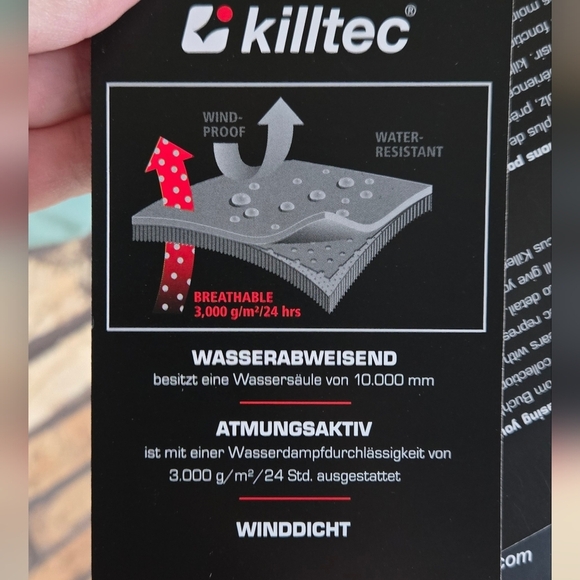 killtec®
WIND-
PROOF
WATER-
RESISTANT
BREATHABLE
3,000 g/m²/24 hrs
WASSERABWEISEND
besitzt eine Wassersäule von 10.000 mm
ATMUNGSAKTIV
ist mit einer Wasserdampfdurchlässigkeit von
3.000 g/m²/24 Std. ausgestattet
WINDDICHT
.com